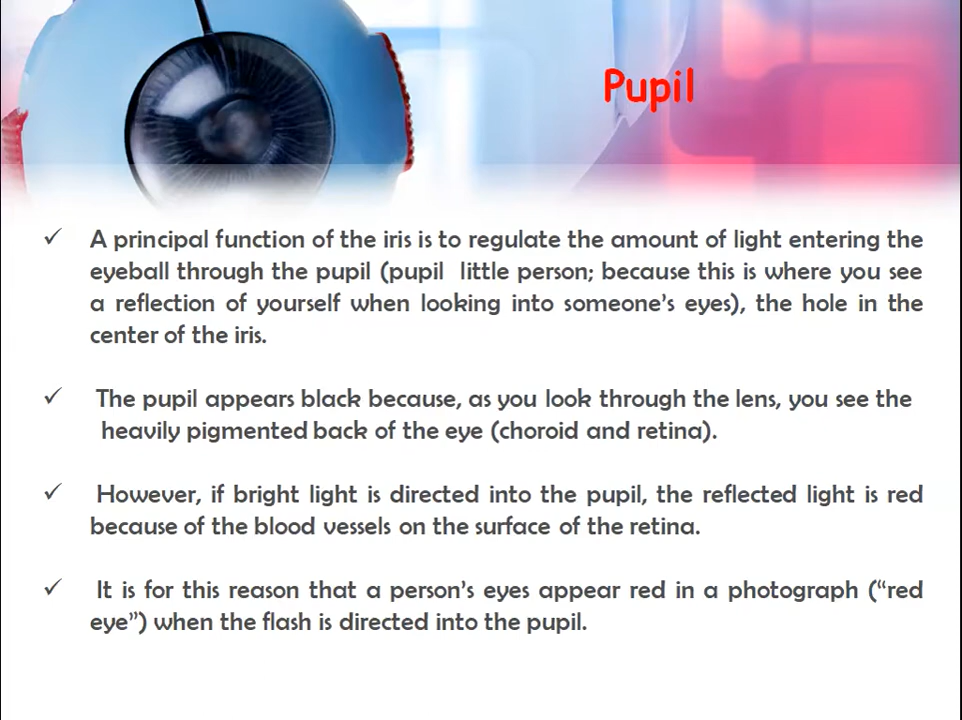 Pupil
✓ A principal function of the iris is to regulate the amount of light entering the
eyeball through the pupil (pupil little person; because this is where you see
a reflection of yourself when looking into someone’s eyes), the hole in the
center of the iris.
✓ The pupil appears black because, as you look through the lens, you see the
heavily pigmented back of the eye (choroid and retina).
✓ However, if bright light is directed into the pupil, the reflected light is red
because of the blood vessels on the surface of the retina.
✓ It is for this reason that a person’s eyes appear red in a photograph (“red
eye”) when the flash is directed into the pupil.